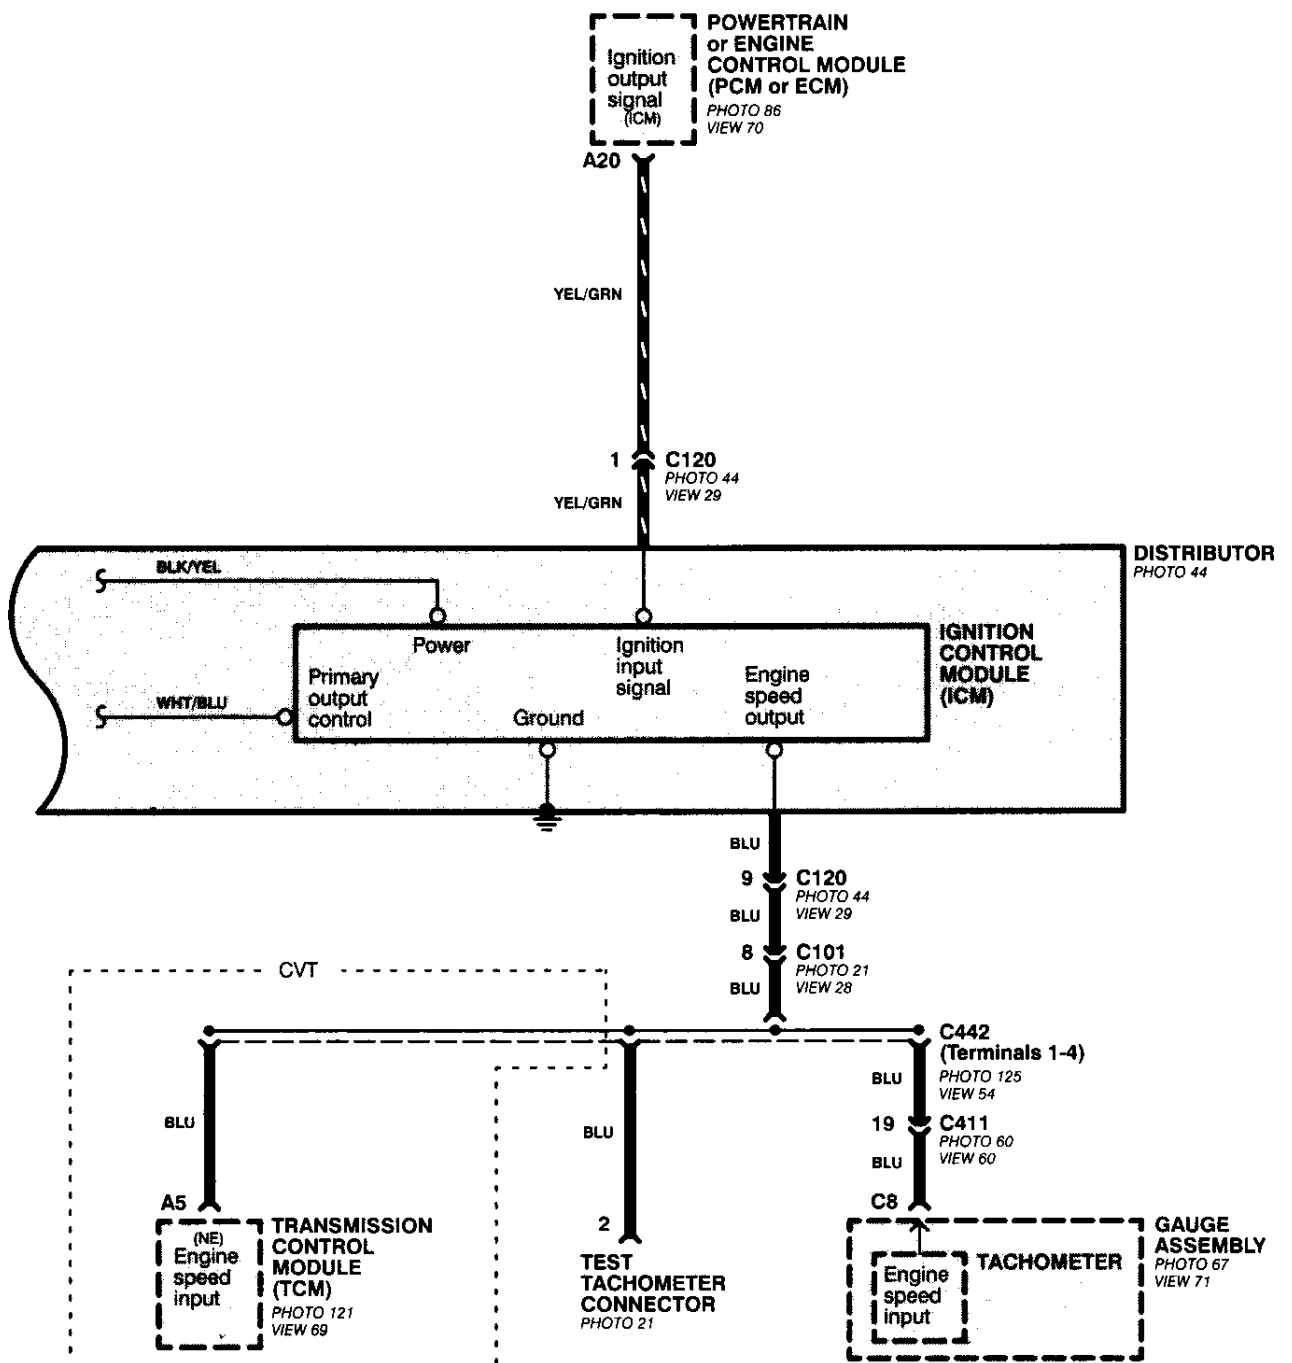 POWERTRAIN
or ENGINE
CONTROL MODULE
(PCM or ECM)
PHOTO 86
VIEW 70
Ignition
output
signal
(ICM)
A20
YEL/GRN
1
C120
PHOTO 44
VIEW 29
YEL/GRN
DISTRIBUTOR
PHOTO 44
BLK/YEL
Power
Ignition
input
signal
IGNITION
CONTROL
MODULE
(ICM)
Primary
output
control
WHT/BLU
Ground
Engine
speed
output
BLU
9
C120
PHOTO 44
VIEW 29
BLU
8
C101
PHOTO 21
VIEW 28
BLU
CVT
C442
(Terminals 1-4)
PHOTO 125
VIEW 54
BLU
19
C411
PHOTO 60
VIEW 60
BLU
C8
BLU
BLU
A5
(NE)
Engine
speed
input
TRANSMISSION
CONTROL
MODULE
(TCM)
PHOTO 121
VIEW 69
2
TEST
TACHOMETER
CONNECTOR
PHOTO 21
GAUGE
ASSEMBLY
PHOTO 67
VIEW 71
TACHOMETER
Engine
speed
input